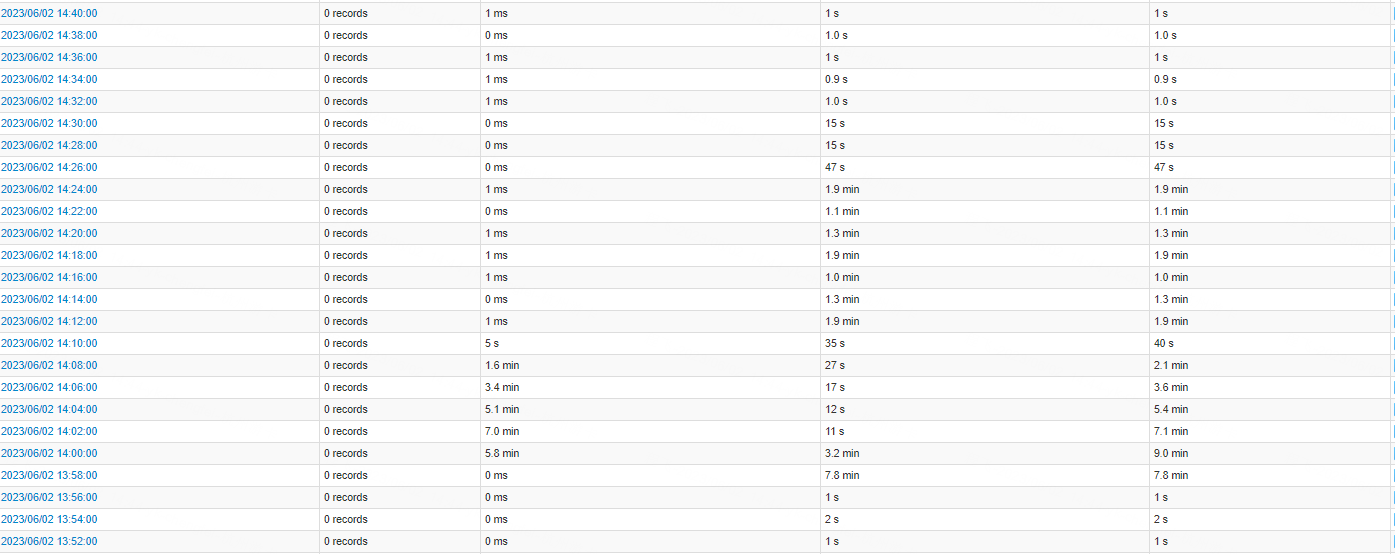 2023/06/02 14:40:00 0 records 1 ms 1 s 1 s
2023/06/02 14:38:00 0 records 0 ms 1.0 s 1.0 s
2023/06/02 14:36:00 0 records 1 ms 1 s 1 s
2023/06/02 14:34:00 0 records 1 ms 0.9 s 0.9 s
2023/06/02 14:32:00 0 records 1 ms 1.0 s 1.0 s
2023/06/02 14:30:00 0 records 0 ms 15 s 15 s
2023/06/02 14:28:00 0 records 0 ms 15 s 15 s
2023/06/02 14:26:00 0 records 0 ms 47 s 47 s
2023/06/02 14:24:00 0 records 1 ms 1.9 min 1.9 min
2023/06/02 14:22:00 0 records 0 ms 1.1 min 1.1 min
2023/06/02 14:20:00 0 records 1 ms 1.3 min 1.3 min
2023/06/02 14:18:00 0 records 1 ms 1.9 min 1.9 min
2023/06/02 14:16:00 0 records 1 ms 1.0 min 1.0 min
2023/06/02 14:14:00 0 records 0 ms 1.3 min 1.3 min
2023/06/02 14:12:00 0 records 1 ms 1.9 min 1.9 min
2023/06/02 14:10:00 0 records 5 s 35 s 40 s
2023/06/02 14:08:00 0 records 1.6 min 27 s 2.1 min
2023/06/02 14:06:00 0 records 3.4 min 17 s 3.6 min
2023/06/02 14:04:00 0 records 5.1 min 12 s 5.4 min
2023/06/02 14:02:00 0 records 7.0 min 11 s 7.1 min
2023/06/02 14:00:00 0 records 5.8 min 3.2 min 9.0 min
2023/06/02 13:58:00 0 records 0 ms 7.8 min 7.8 min
2023/06/02 13:56:00 0 records 0 ms 1 s 1 s
2023/06/02 13:54:00 0 records 0 ms 2 s 2 s
2023/06/02 13:52:00 0 records 0 ms 1 s 1 s